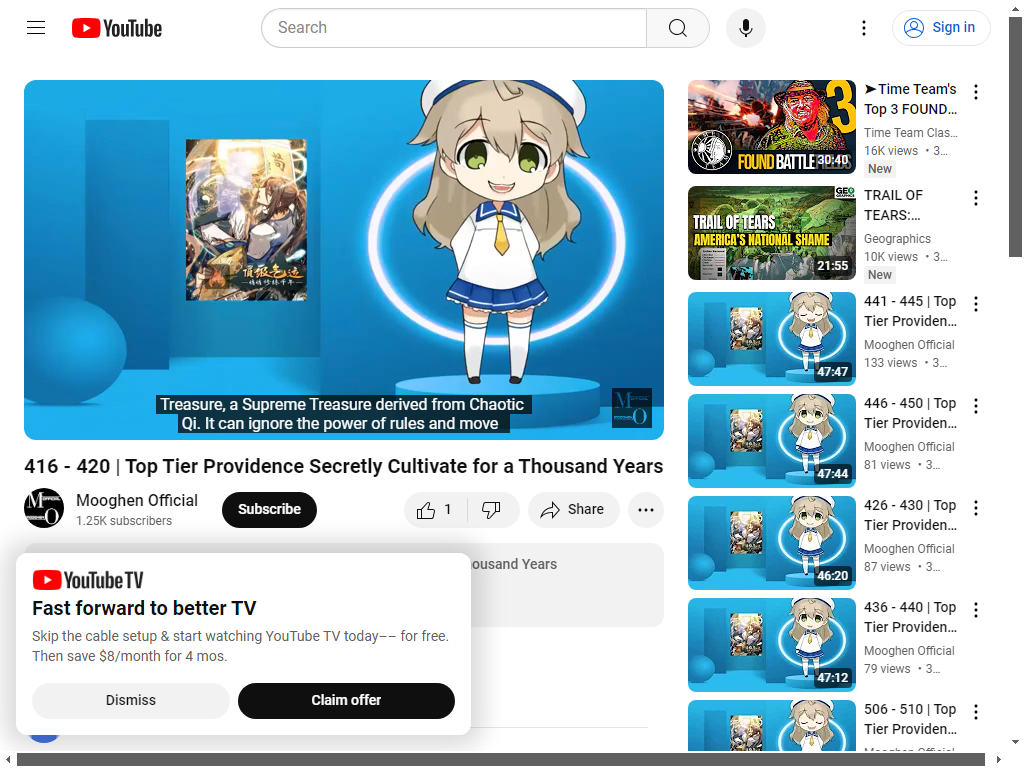 YouTube
Search
Sign in
Treasure, a Supreme Treasure derived from Chaotic
Qi. It can ignore the power of rules and move
416 - 420 | Top Tier Providence Secretly Cultivate for a Thousand Years
Mooghen Official
1.25K subscribers
Subscribe
1
Share
ousand Years
YouTube TV
Fast forward to better TV
Skip the cable setup & start watching YouTube TV today–– for free.
Then save $8/month for 4 mos.
Dismiss
Claim offer
3
FOUND BATTLEFIELDS
30:40
➤Time Team's
Top 3 FOUND…
Time Team Clas…
16K views • 3…
New
GEOGRAPHICS
TRAIL OF TEARS
AMERICA'S NATIONAL SHAME
21:55
TRAIL OF
TEARS:…
Geographics
10K views • 3…
New
47:47
441 - 445 | Top
Tier Providen…
Mooghen Official
133 views • 3…
47:44
446 - 450 | Top
Tier Providen…
Mooghen Official
81 views • 3…
46:20
426 - 430 | Top
Tier Providen…
Mooghen Official
87 views • 3…
47:12
436 - 440 | Top
Tier Providen…
Mooghen Official
79 views • 3…
506 - 510 | Top
Tier Providen…
Mooghen Official